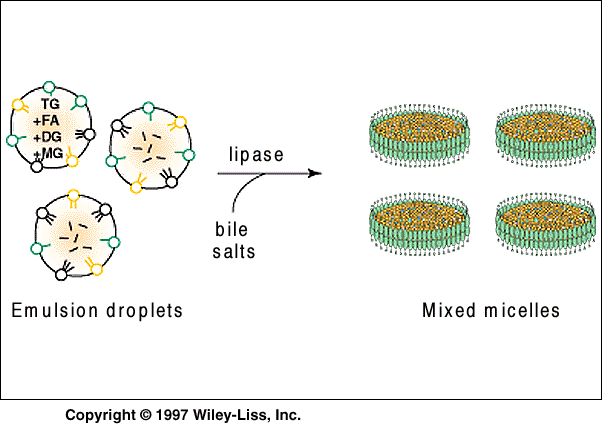 TG
+FA
+DG
+MG
lipase
bile
salts
Emulsion droplets
Mixed micelles
Copyright © 1997 Wiley-Liss, Inc.